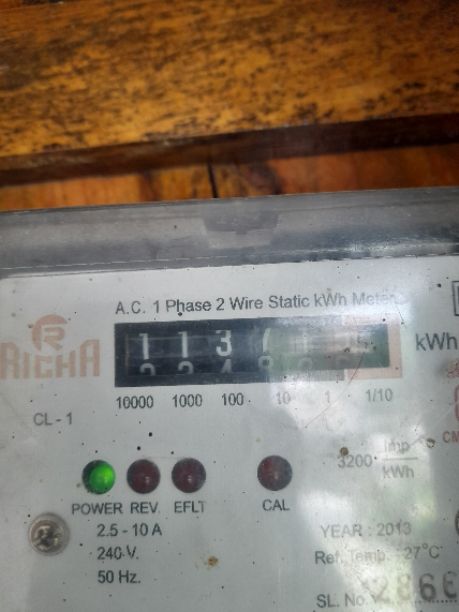 A.C. 1 Phase 2 Wire Static kWh Meter
R
RICHA
1137
kWh
10000 1000 100 10 1 1/10
CL - 1
3200 Imp/kWh
POWER REV. EFLT CAL
2.5 - 10 A
240 V.
50 Hz.
YEAR : 2013
Ref. Temp. : 27°C
SL. No. 2866